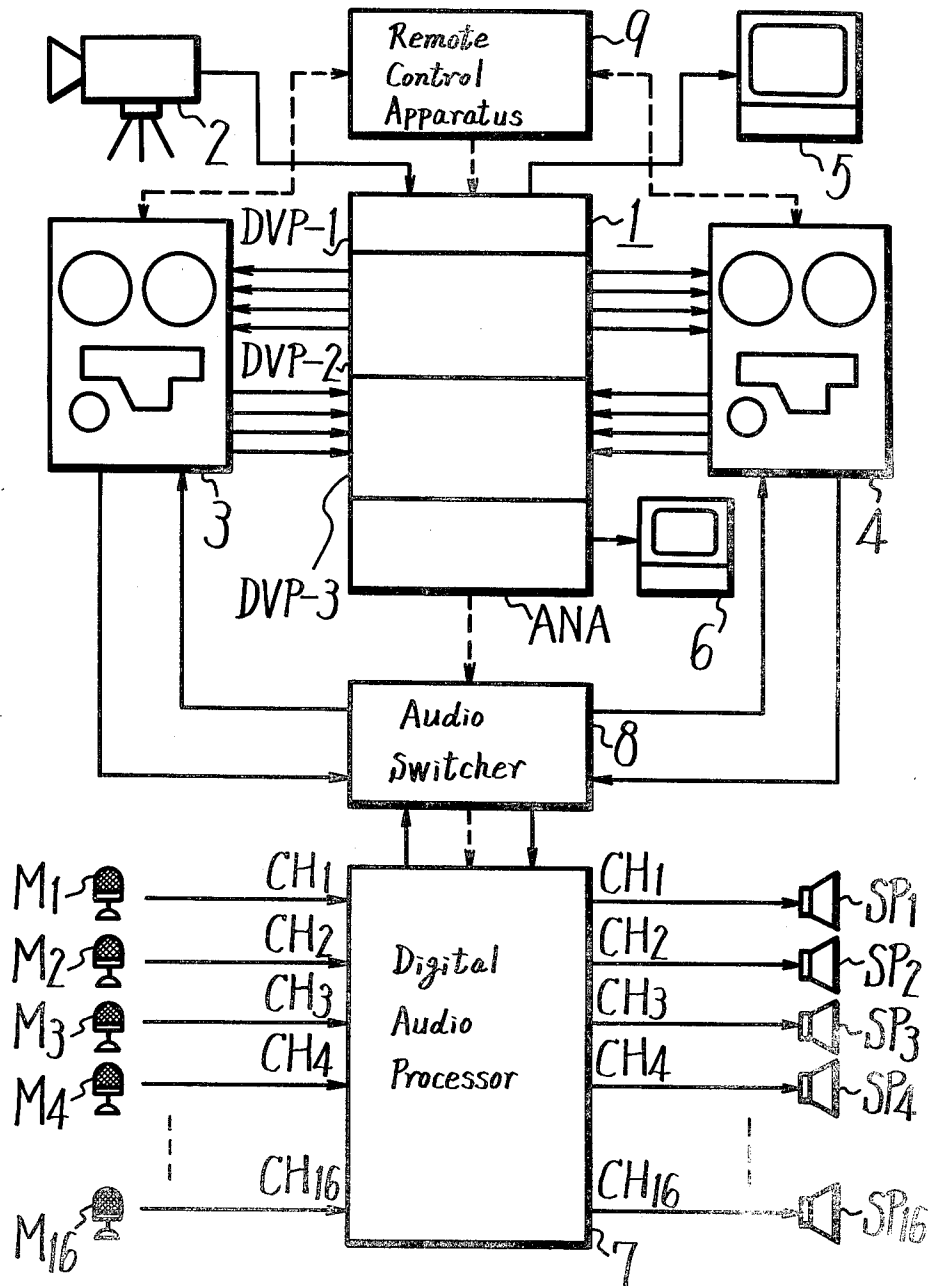 Remote
Control
Apparatus
9
2
5
DVP-1
1
DVP-2
3
4
DVP-3
ANA
6
Audio
Switcher
8
M1
CH1
CH1
SP1
M2
CH2
CH2
SP2
M3
CH3
CH3
SP3
M4
CH4
CH4
SP4
Digital
Audio
Processor
M16
CH16
CH16
SP16
7